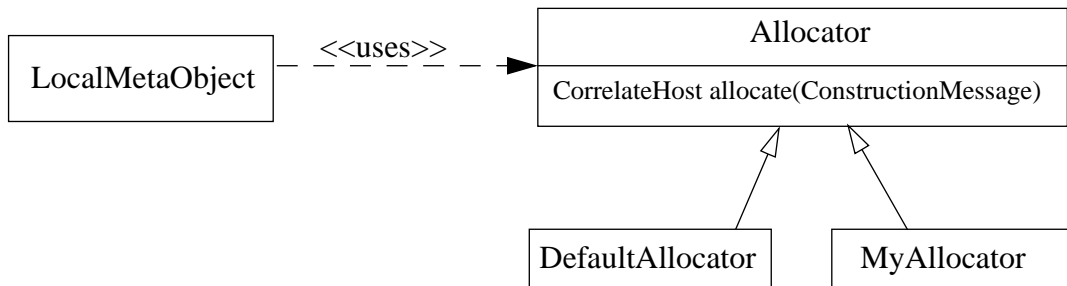 LocalMetaObject
<<uses>>
Allocator
CorrelateHost allocate(ConstructionMessage)
DefaultAllocator
MyAllocator